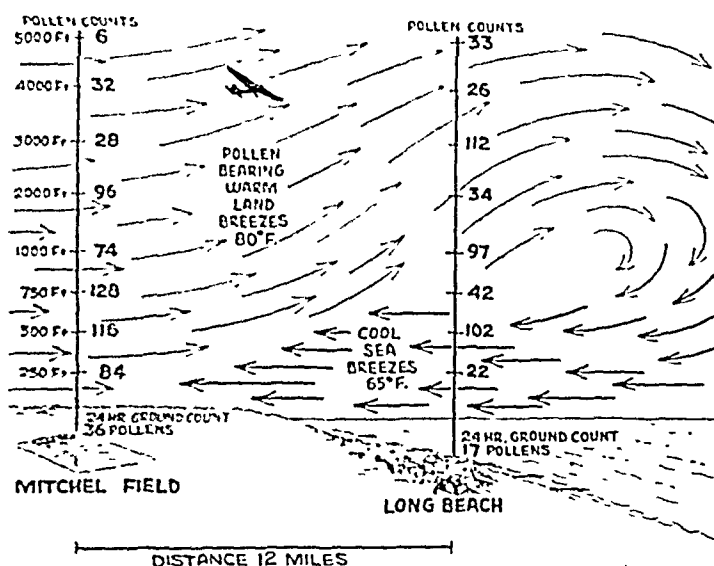 POLLEN COUNTS
5000 Ft 6
4000 Ft 32
3000 Ft 28
2000 Ft 96
1000 Ft 74
750 Ft 128
500 Ft 116
250 Ft 84
24 HR. GROUND COUNT
36 POLLENS
MITCHEL FIELD
POLLEN
BEARING
WARM
LAND
BREEZES
80°F.
COOL
SEA
BREEZES
65°F.
POLLEN COUNTS
33
26
112
34
97
42
102
22
24 HR. GROUND COUNT
17 POLLENS
LONG BEACH
DISTANCE 12 MILES